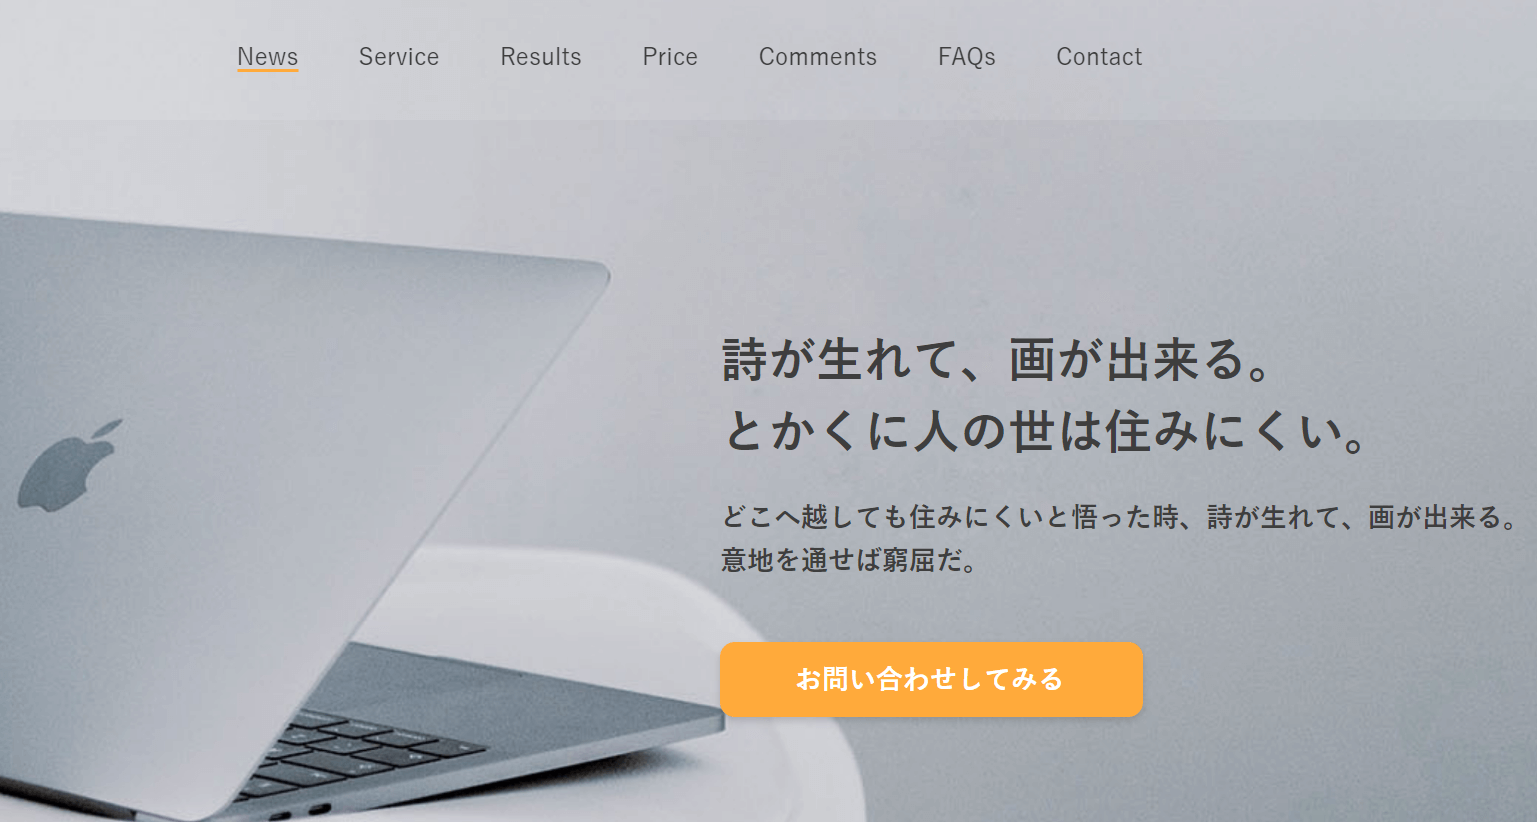 News
Service
Results
Price
Comments
FAQs
Contact
詩が生れて、画が出来る。
とかくに人の世は住みにくい。
どこへ越しても住みにくいと悟った時、詩が生れて、画が出来る。
意地を通せば窮屈だ。
お問い合わせしてみる